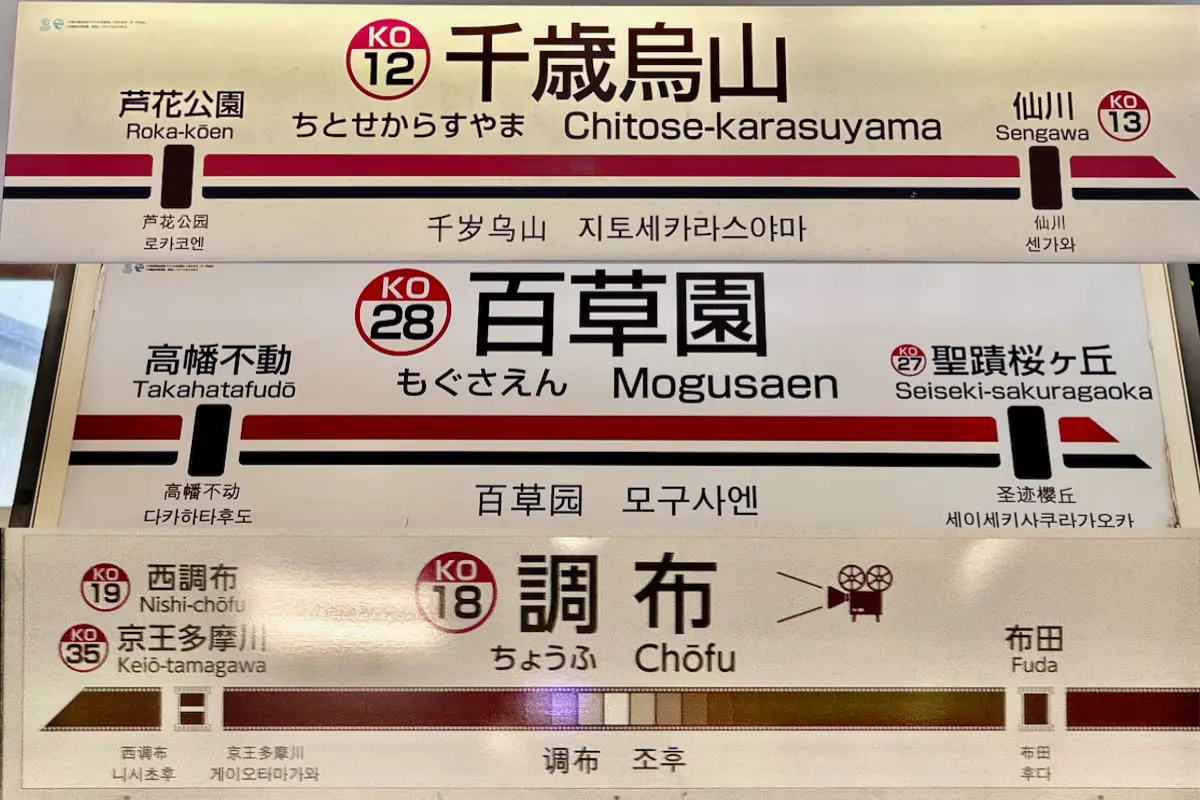 KO
12
千歳烏山
芦花公園
Roka-kōen
ちとせからすやま Chitose-karasuyama
仙川
Sengawa
KO
13
芦花公园
로카코엔
千岁乌山 지토세카라스야마
仙川
센가와
KO
28
百草園
高幡不動
Takahatafudō
もぐさえん Mogusaen
KO
27
聖蹟桜ヶ丘
Seiseki-sakuragaoka
高幡不动
다카하타후도
百草园 모구사엔
圣迹樱丘
세이세키사쿠라가오카
KO
19
西調布
Nishi-chōfu
KO
35
京王多摩川
Keiō-tamagawa
KO
18
調布
ちょうふ Chōfu
布田
Fuda
西调布
니시초후
京王多摩川
게이오타마가와
调布 조후
布田
후다